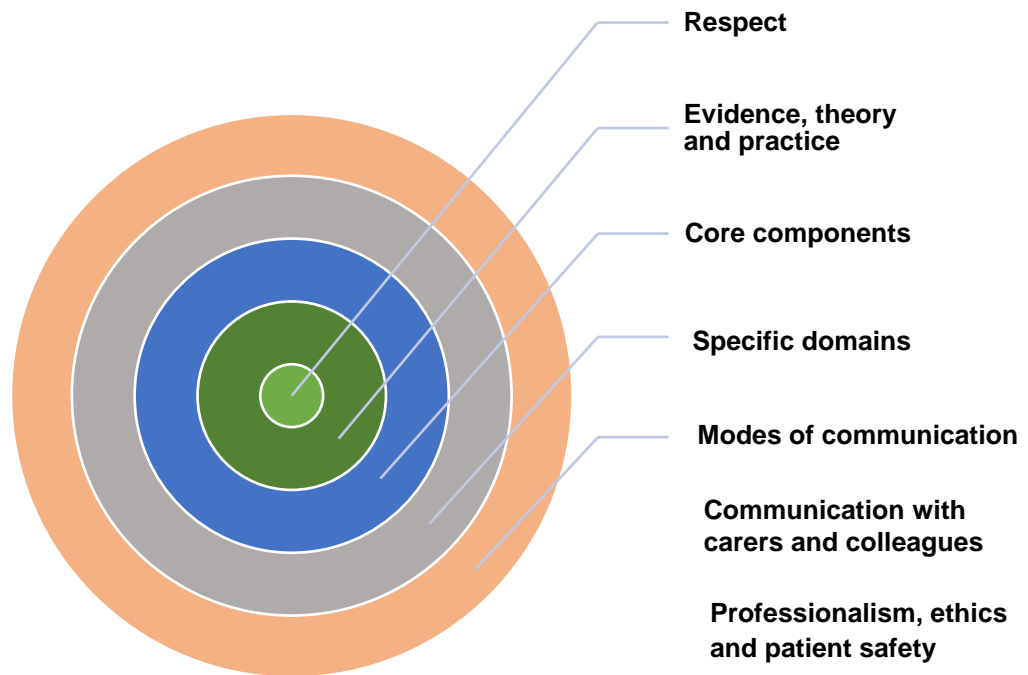 Respect
Evidence, theory
and practice
Core components
Specific domains
Modes of communication
Communication with
carers and colleagues
Professionalism, ethics
and patient safety